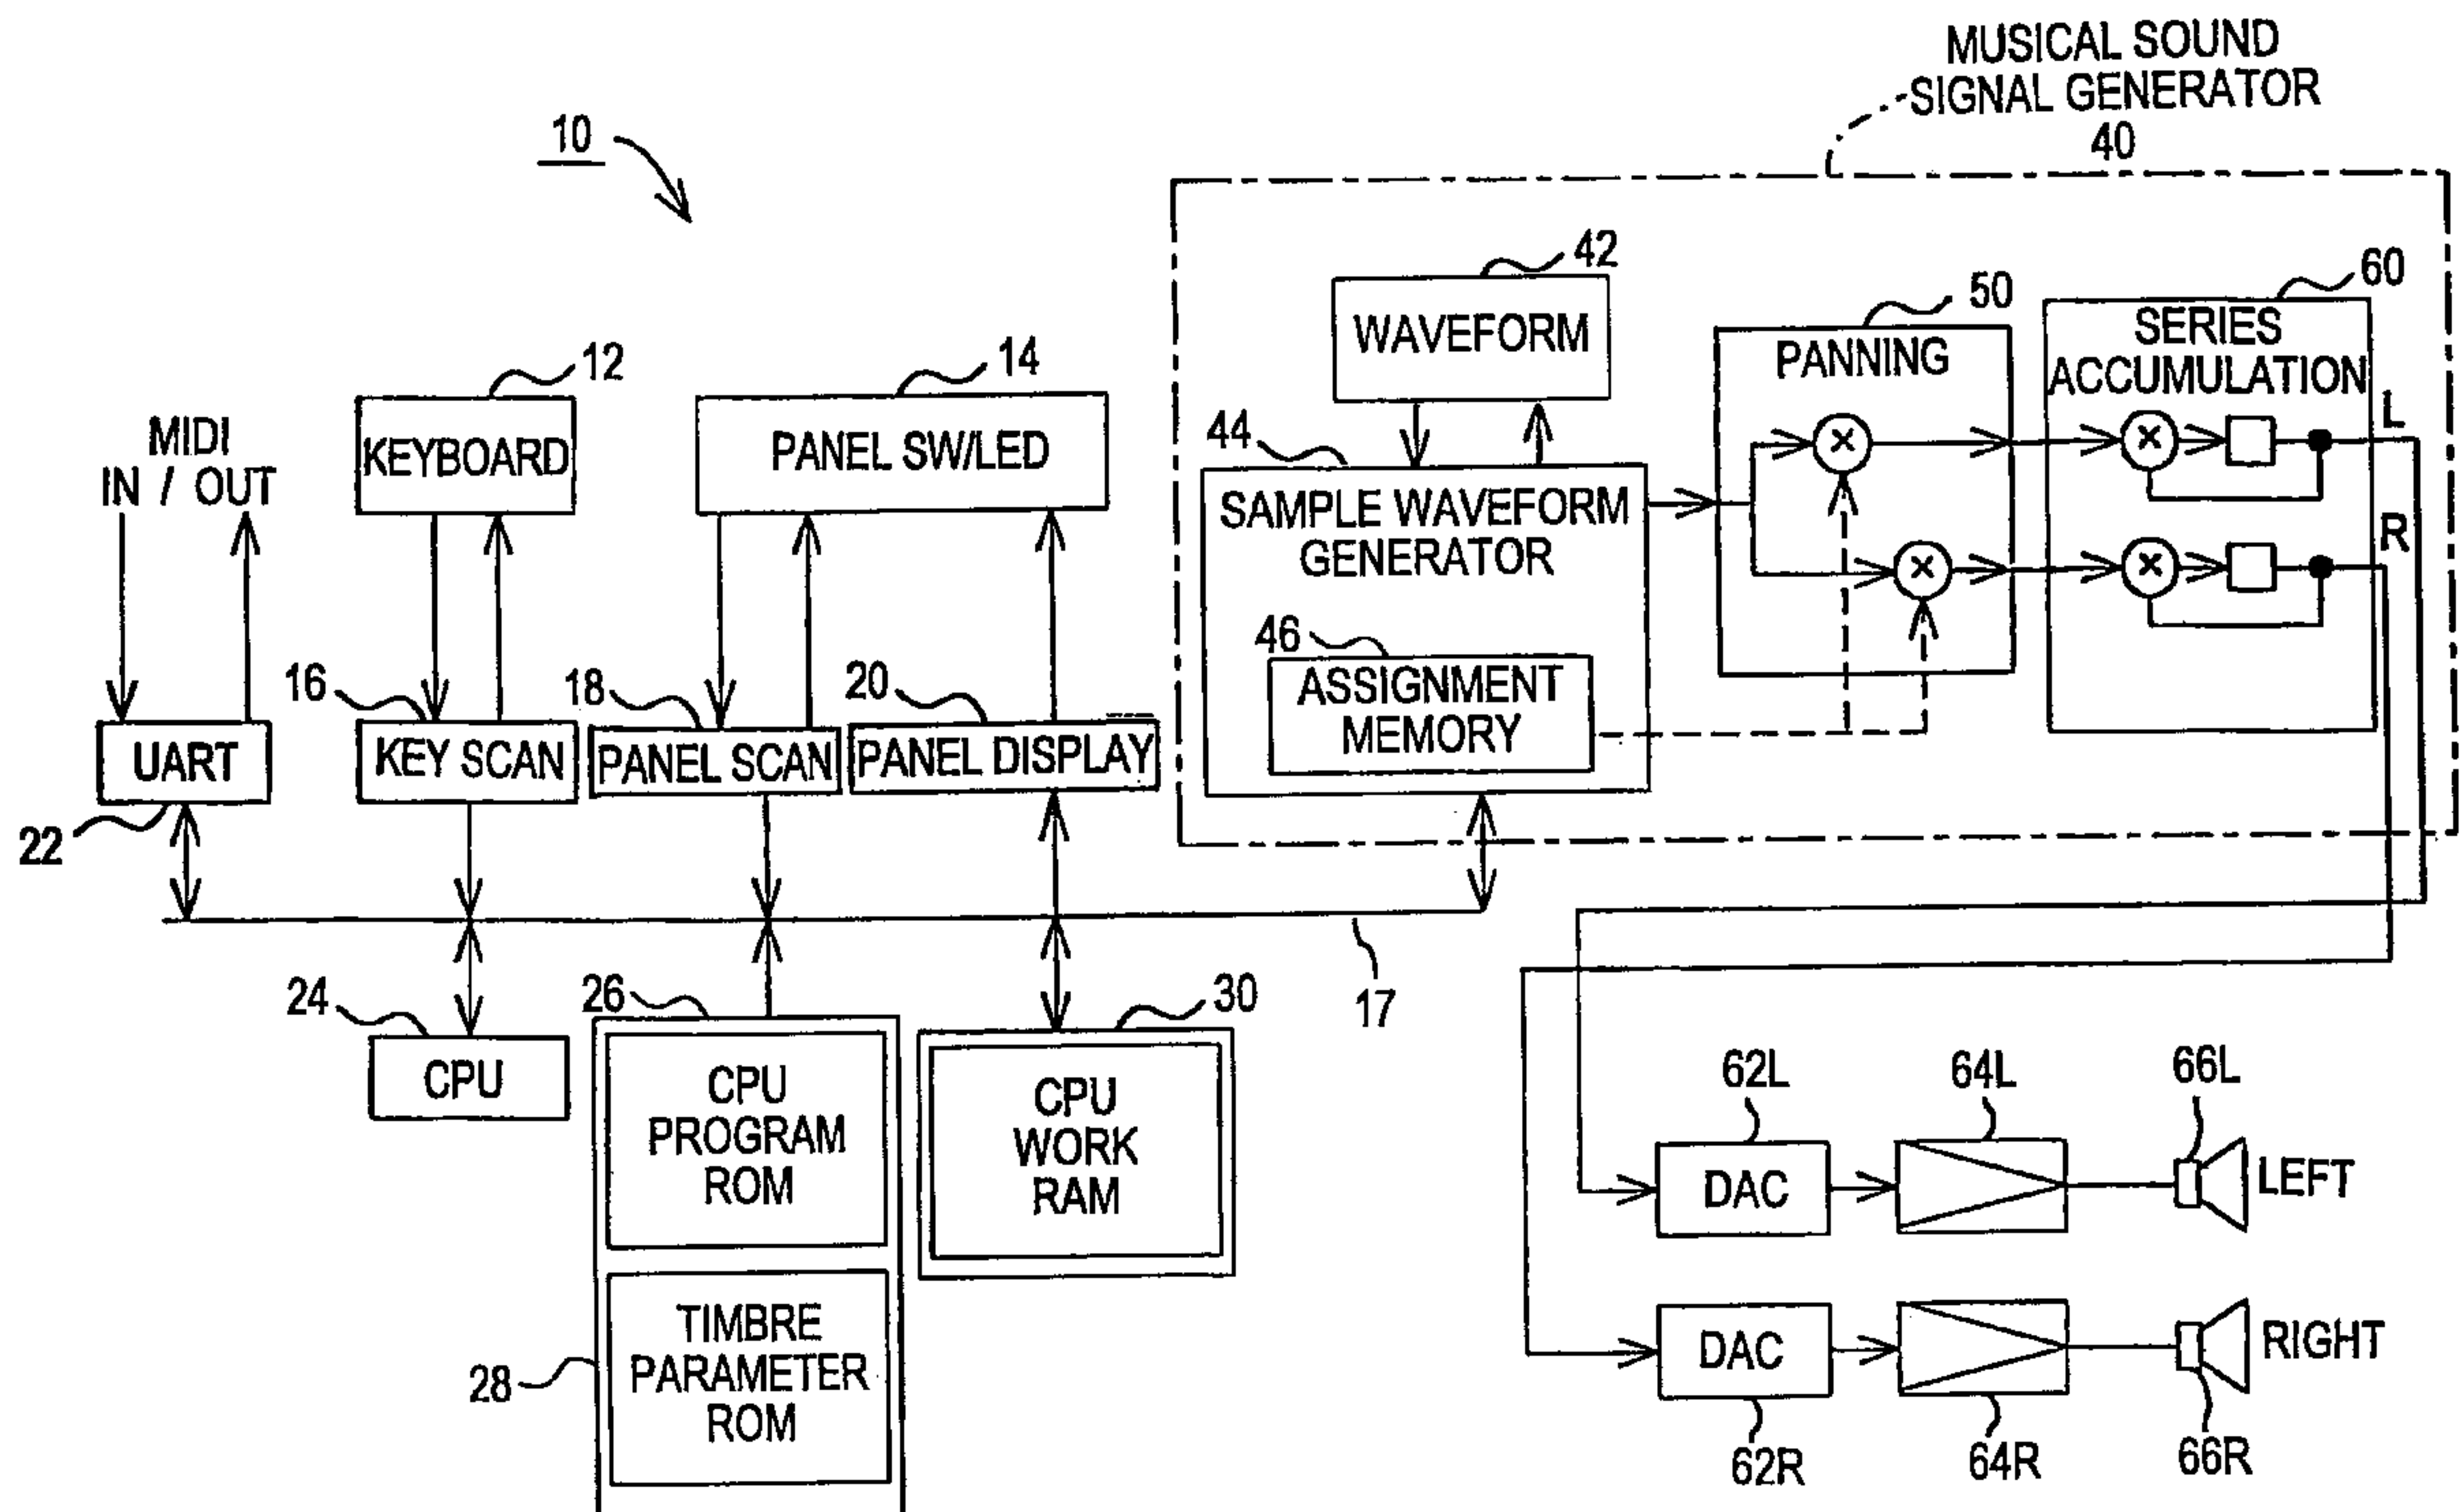 MUSICAL SOUND
SIGNAL GENERATOR
40
10
42
WAVEFORM
50
PANNING
60
SERIES
ACCUMULATION
L
R
12
KEYBOARD
14
PANEL SW/LED
MIDI
IN / OUT
44
SAMPLE WAVEFORM
GENERATOR
46
ASSIGNMENT
MEMORY
16
KEY SCAN
18
PANEL SCAN
20
PANEL DISPLAY
UART
22
17
24
CPU
26
CPU
PROGRAM
ROM
28
TIMBRE
PARAMETER
ROM
30
CPU
WORK
RAM
62L
DAC
64L
66L
LEFT
DAC
62R
64R
66R
RIGHT